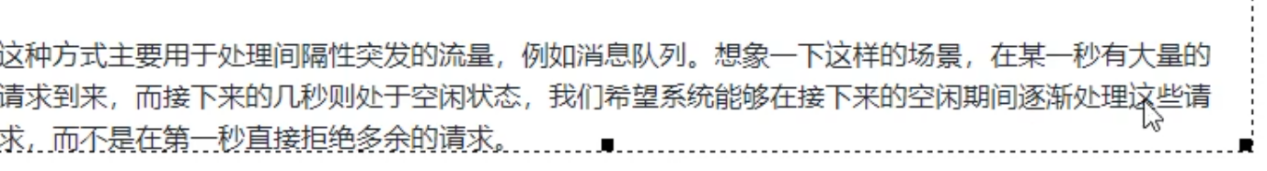 这种方式主要用于处理间隔性突发的流量，例如消息队列。想象一下这样的场景，在某一秒有大量的
请求到来，而接下来的几秒则处于空闲状态，我们希望系统能够在接下来的空闲期间逐渐处理这些请
求，而不是在第一秒直接拒绝多余的请求。